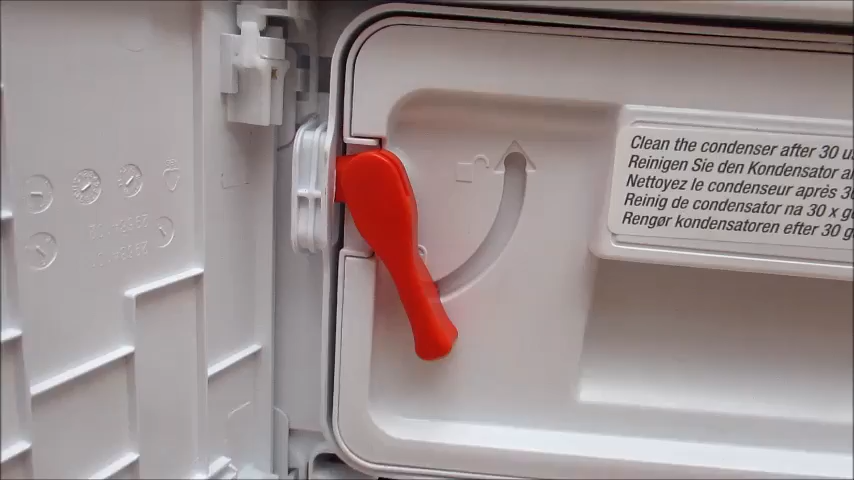 Clean the condenser after 30 us
Reinigen Sie den Kondensator a
Nettoyez le condenseur après 30
Reinig de condensator na 30 x g
Rengør kondensatoren efter 30 g